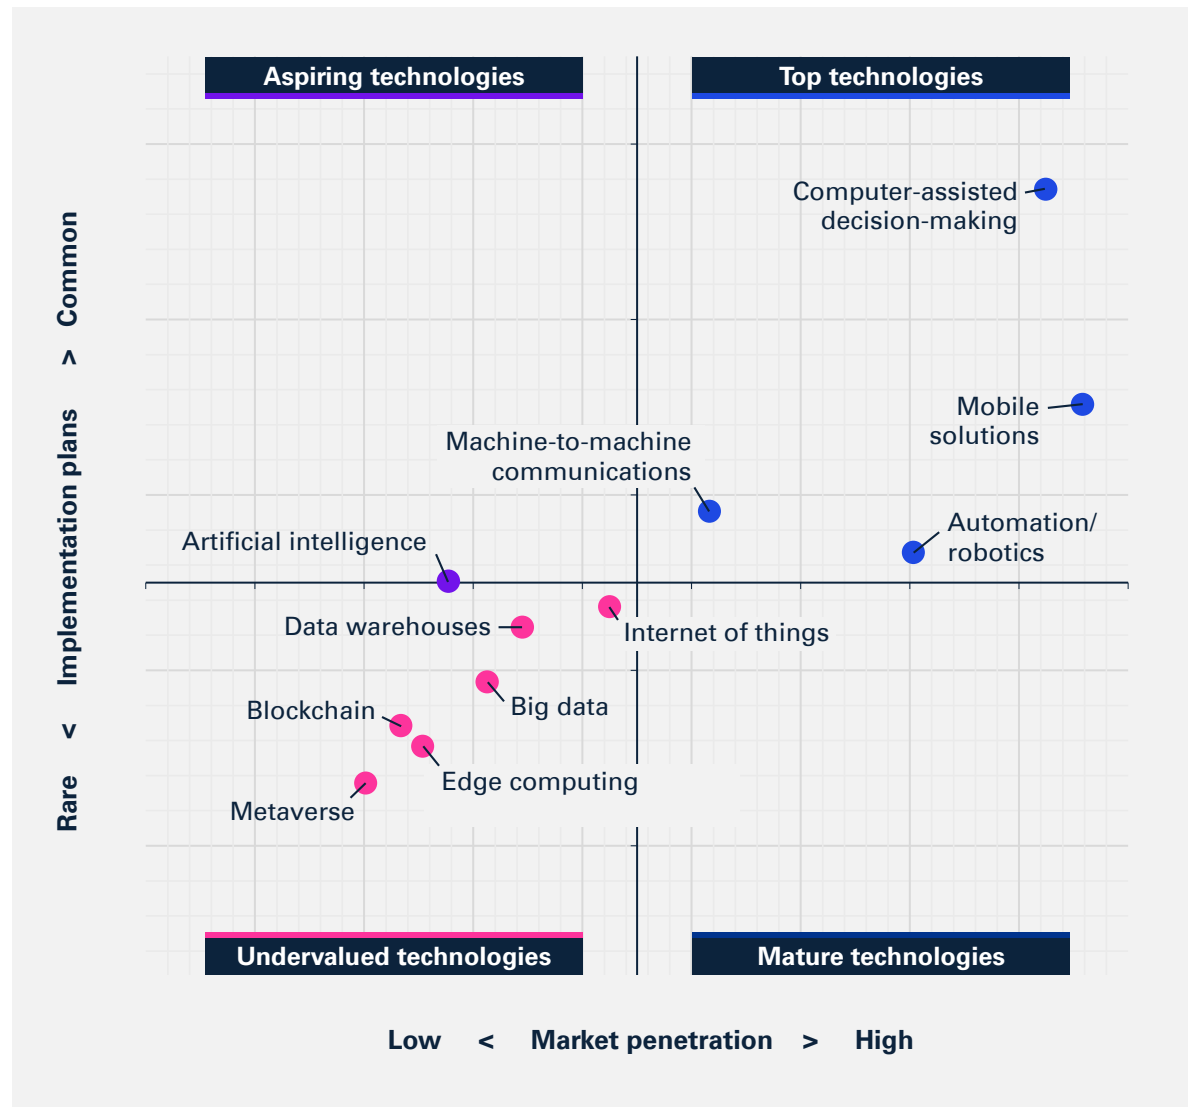 Aspiring technologies
Top technologies
Computer-assisted
decision-making
Mobile
solutions
Machine-to-machine
communications
Automation/
robotics
Artificial intelligence
Data warehouses
Internet of things
Big data
Blockchain
Edge computing
Metaverse
Rare < Implementation plans > Common
Undervalued technologies
Mature technologies
Low < Market penetration > High